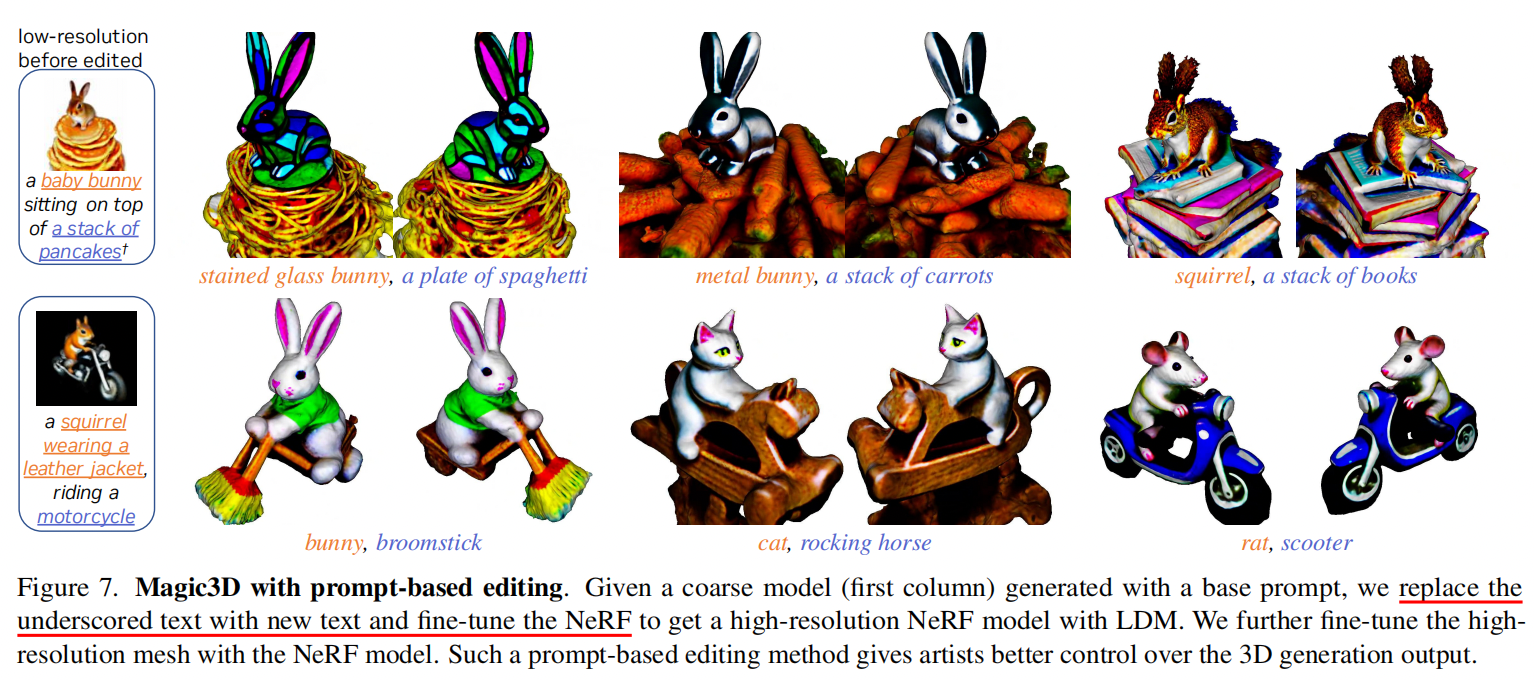 low-resolution
before edited
a baby bunny
sitting on top
of a stack of
pancakes†
stained glass bunny, a plate of spaghetti
metal bunny, a stack of carrots
squirrel, a stack of books
a squirrel
wearing a
leather jacket,
riding a
motorcycle
bunny, broomstick
cat, rocking horse
rat, scooter
Figure 7. Magic3D with prompt-based editing. Given a coarse model (first column) generated with a base prompt, we replace the
underscored text with new text and fine-tune the NeRF to get a high-resolution NeRF model with LDM. We further fine-tune the high-
resolution mesh with the NeRF model. Such a prompt-based editing method gives artists better control over the 3D generation output.